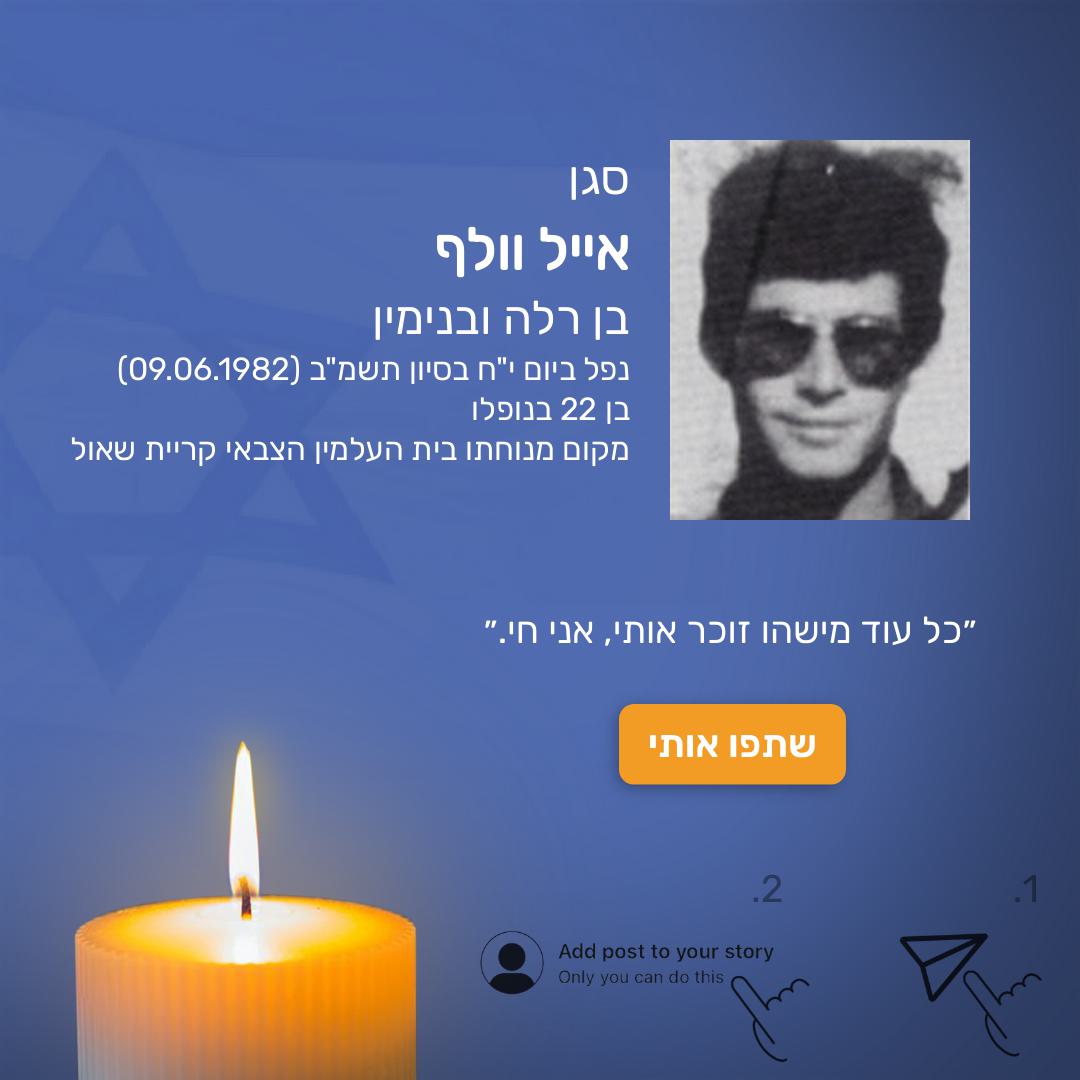 סגן
אייל וולף
בן רלה ובנימין
נפל ביום י"ח בסיון תשמ"ב (09.06.1982)
בן 22 בנופלו
מקום מנוחתו בית העלמין הצבאי קריית שאול
״כל עוד מישהו זוכר אותי, אני חי.״
שתפו אותי
.1
.2
Add post to your story
Only you can do this